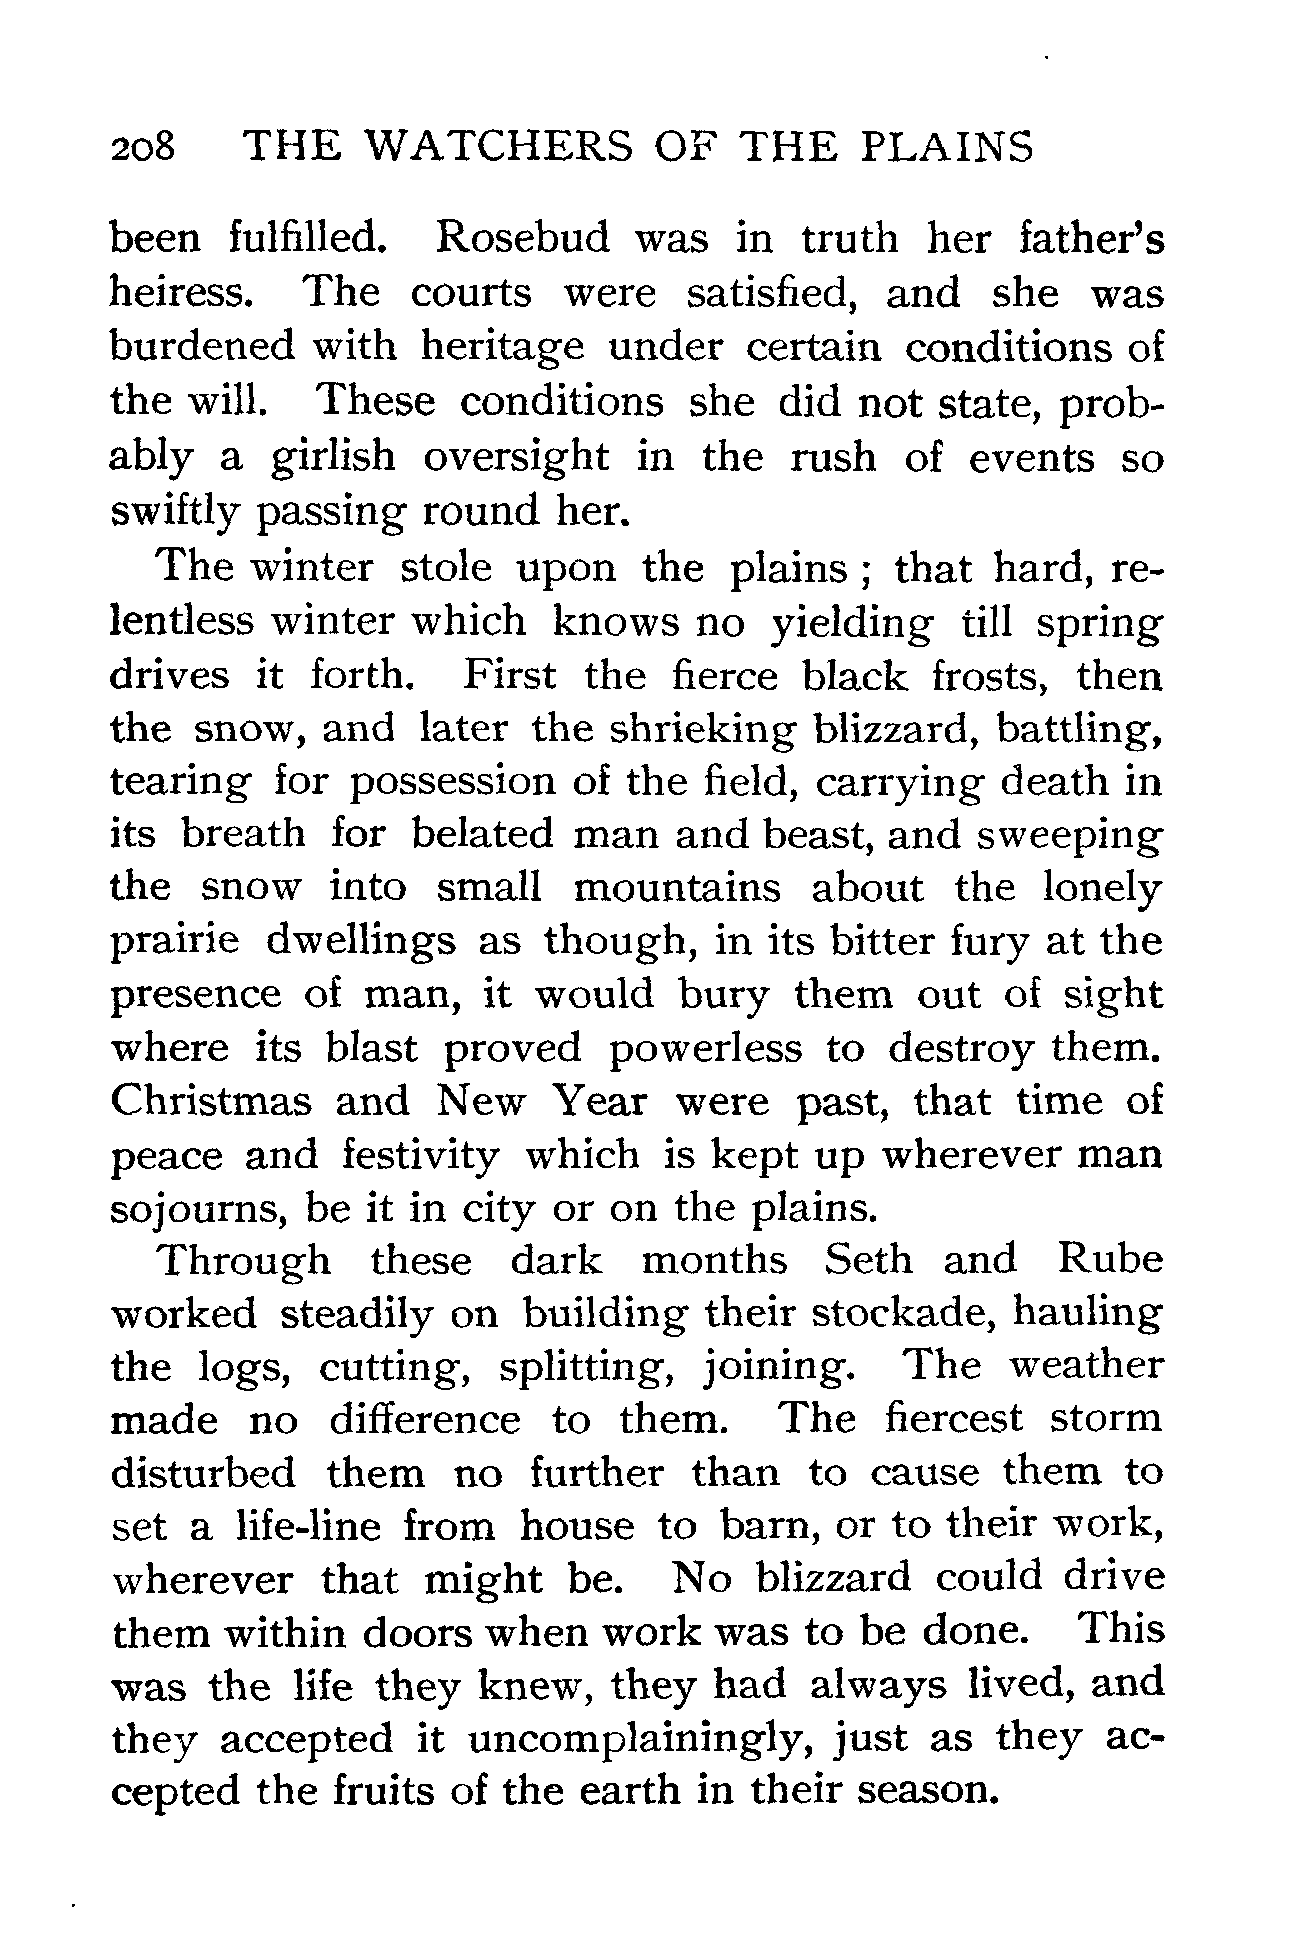 208 THE WATCHERS OF THE PLAINS
been fulfilled. Rosebud was in truth her father's
heiress. The courts were satisfied, and she was
burdened with heritage under certain conditions of
the will. These conditions she did not state, prob-
ably a girlish oversight in the rush of events so
swiftly passing round her.
The winter stole upon the plains ; that hard, re-
lentless winter which knows no yielding till spring
drives it forth. First the fierce black frosts, then
the snow, and later the shrieking blizzard, battling,
tearing for possession of the field, carrying death in
its breath for belated man and beast, and sweeping
the snow into small mountains about the lonely
prairie dwellings as though, in its bitter fury at the
presence of man, it would bury them out of sight
where its blast proved powerless to destroy them.
Christmas and New Year were past, that time of
peace and festivity which is kept up wherever man
sojourns, be it in city or on the plains.
Through these dark months Seth and Rube
worked steadily on building their stockade, hauling
the logs, cutting, splitting, joining. The weather
made no difference to them. The fiercest storm
disturbed them no further than to cause them to
set a life-line from house to barn, or to their work,
wherever that might be. No blizzard could drive
them within doors when work was to be done. This
was the life they knew, they had always lived, and
they accepted it uncomplainingly, just as they ac-
cepted the fruits of the earth in their season.